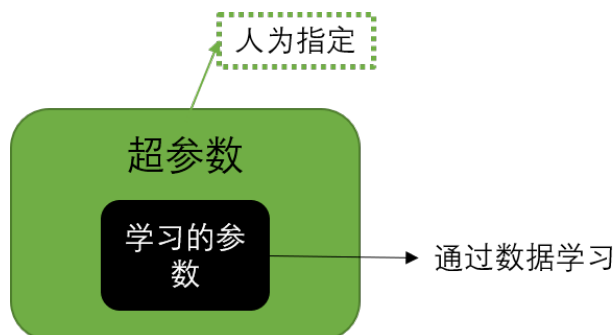 人为指定
超参数
学习的参
数
通过数据学习